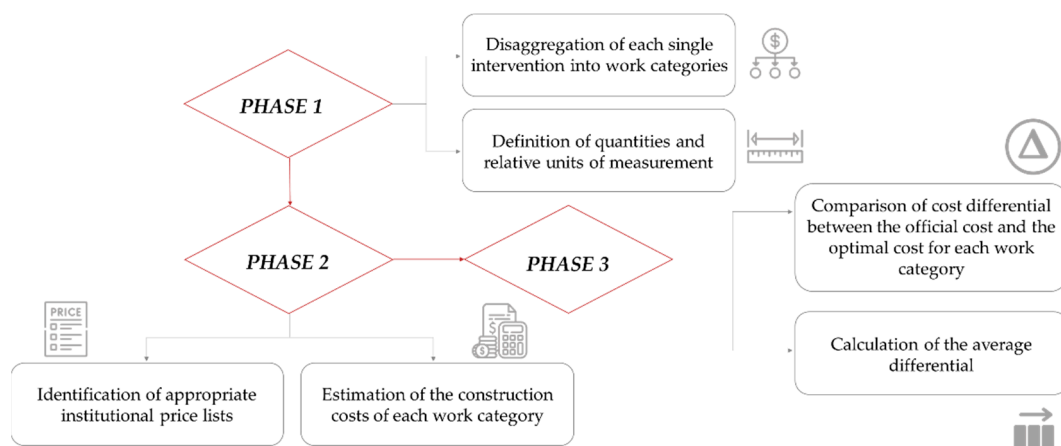 PHASE 1
Disaggregation of each single
intervention into work categories
$
Definition of quantities and
relative units of measurement
PHASE 2
PRICE
Identification of appropriate
institutional price lists
$
$
Estimation of the construction
costs of each work category
PHASE 3
Δ
Comparison of cost differential
between the official cost and the
optimal cost for each work
category
Calculation of the average
differential